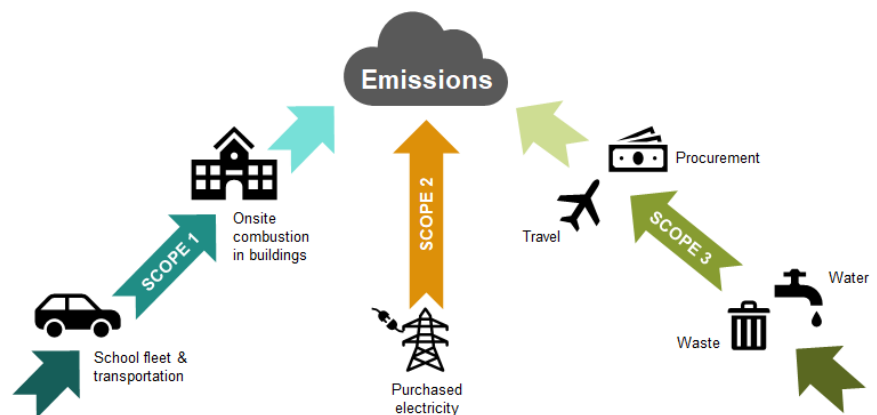 Emissions
SCOPE 1
Onsite
combustion
in buildings
School fleet &
transportation
SCOPE 2
Purchased
electricity
Procurement
Travel
SCOPE 3
Water
Waste